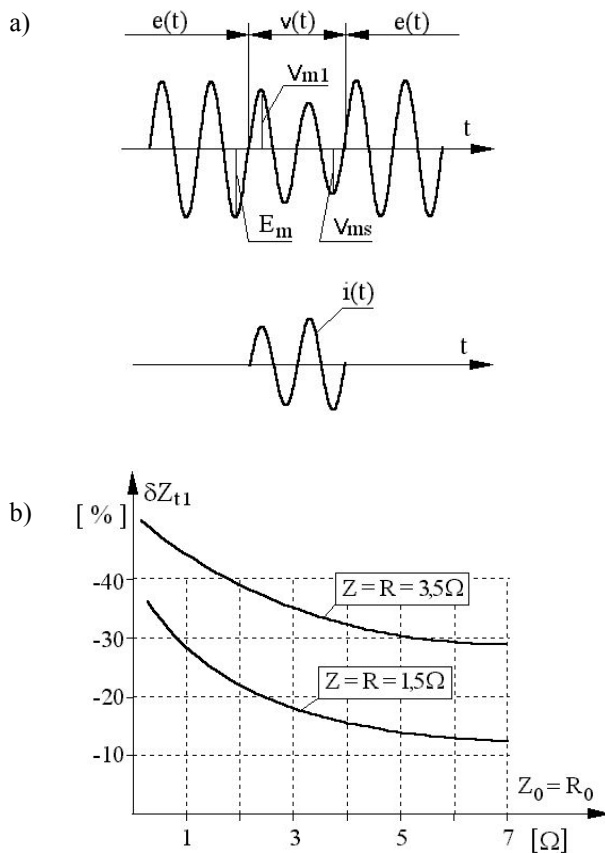 a)
e(t) v(t) e(t)
Vm1
t
Em Vms
i(t)
t
b)
δZt1
[ % ]
-40
Z = R = 3,5Ω
-30
-20
Z = R = 1,5Ω
-10
Z0 = R0
1 3 5 7 [Ω]